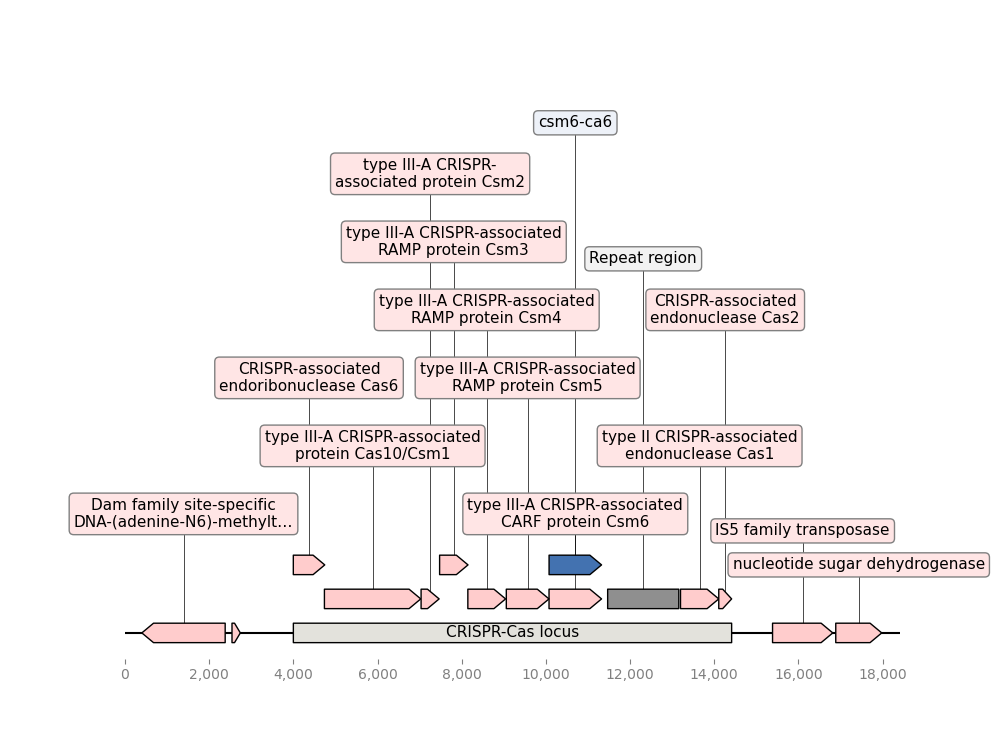 csm6-ca6
type III-A CRISPR-
associated protein Csm2
type III-A CRISPR-associated
RAMP protein Csm3
Repeat region
type III-A CRISPR-associated
RAMP protein Csm4
CRISPR-associated
endonuclease Cas2
CRISPR-associated
endoribonuclease Cas6
type III-A CRISPR-associated
RAMP protein Csm5
type III-A CRISPR-associated
protein Cas10/Csm1
type II CRISPR-associated
endonuclease Cas1
Dam family site-specific
DNA-(adenine-N6)-methylt...
type III-A CRISPR-associated
CARF protein Csm6
IS5 family transposase
nucleotide sugar dehydrogenase
CRISPR-Cas locus
0 2,000 4,000 6,000 8,000 10,000 12,000 14,000 16,000 18,000